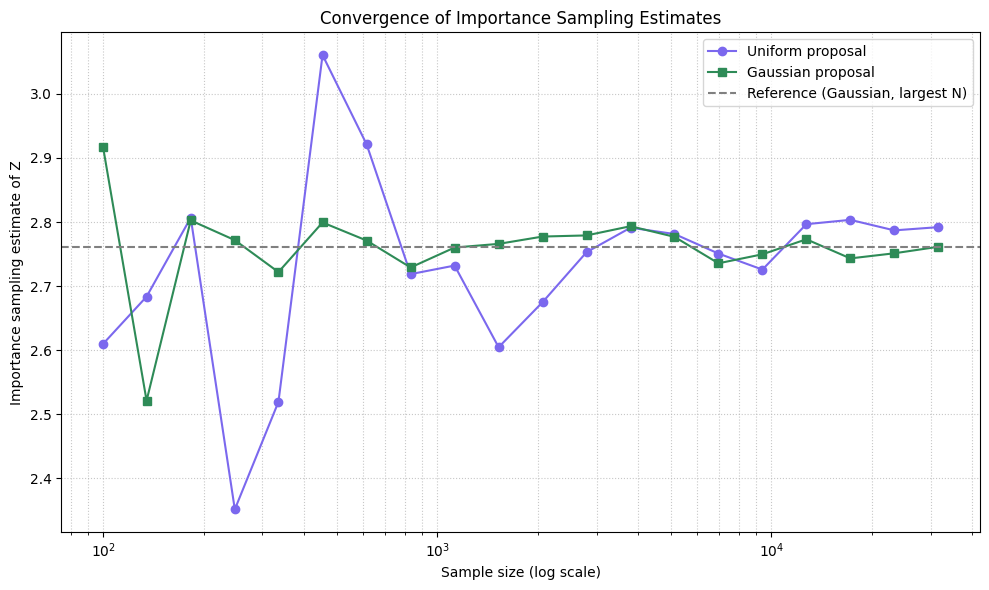 Convergence of Importance Sampling Estimates
Uniform proposal
Gaussian proposal
Reference (Gaussian, largest N)
Importance sampling estimate of Z
3.0
2.9
2.8
2.7
2.6
2.5
2.4
10²
10³
10⁴
Sample size (log scale)